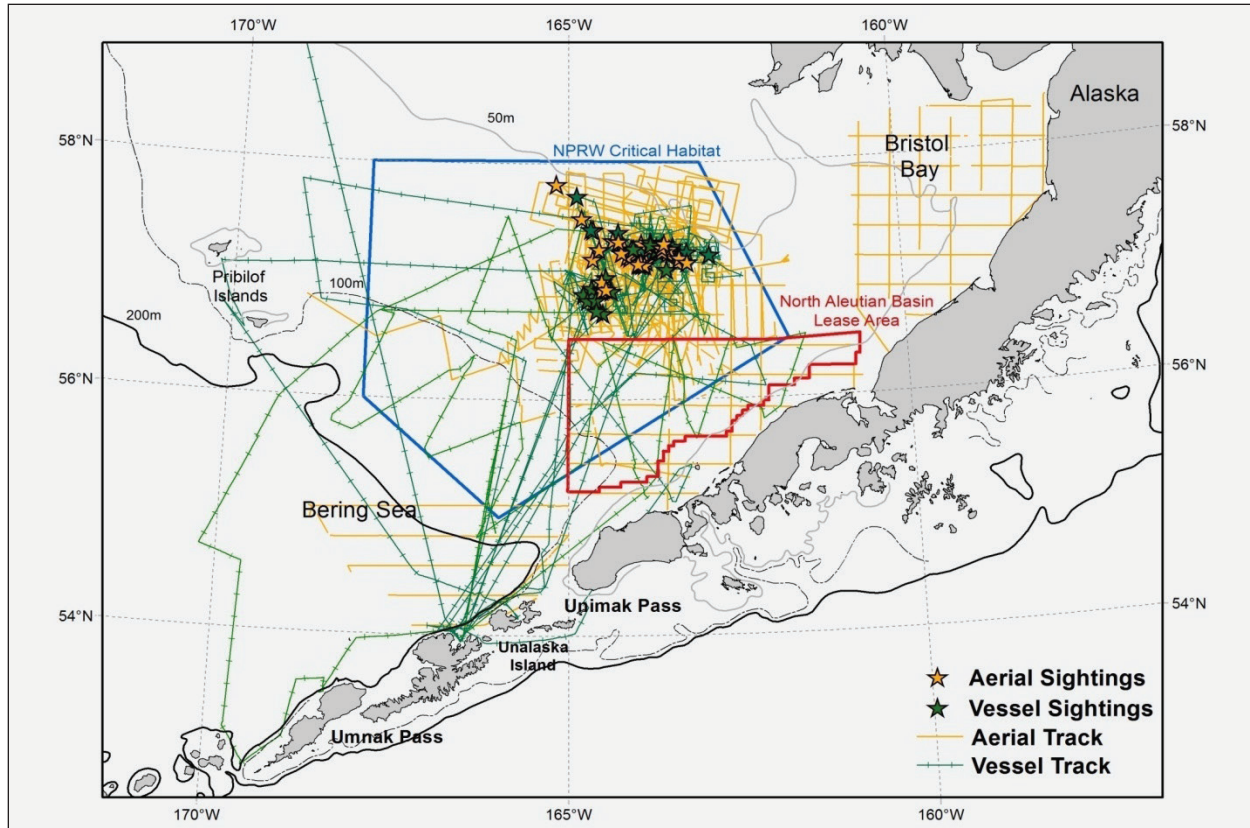 170°W
165°W
160°W
Alaska
50m
58°N
58°N
NPRW Critical Habitat
Bristol
Bay
Pribilof
Islands
100m
North Aleutian Basin
Lease Area
200m
56°N
56°N
Bering Sea
54°N
54°N
Unimak Pass
Unalaska
Island
Umnak Pass
Aerial Sightings
Vessel Sightings
Aerial Track
Vessel Track
170°W
165°W
160°W